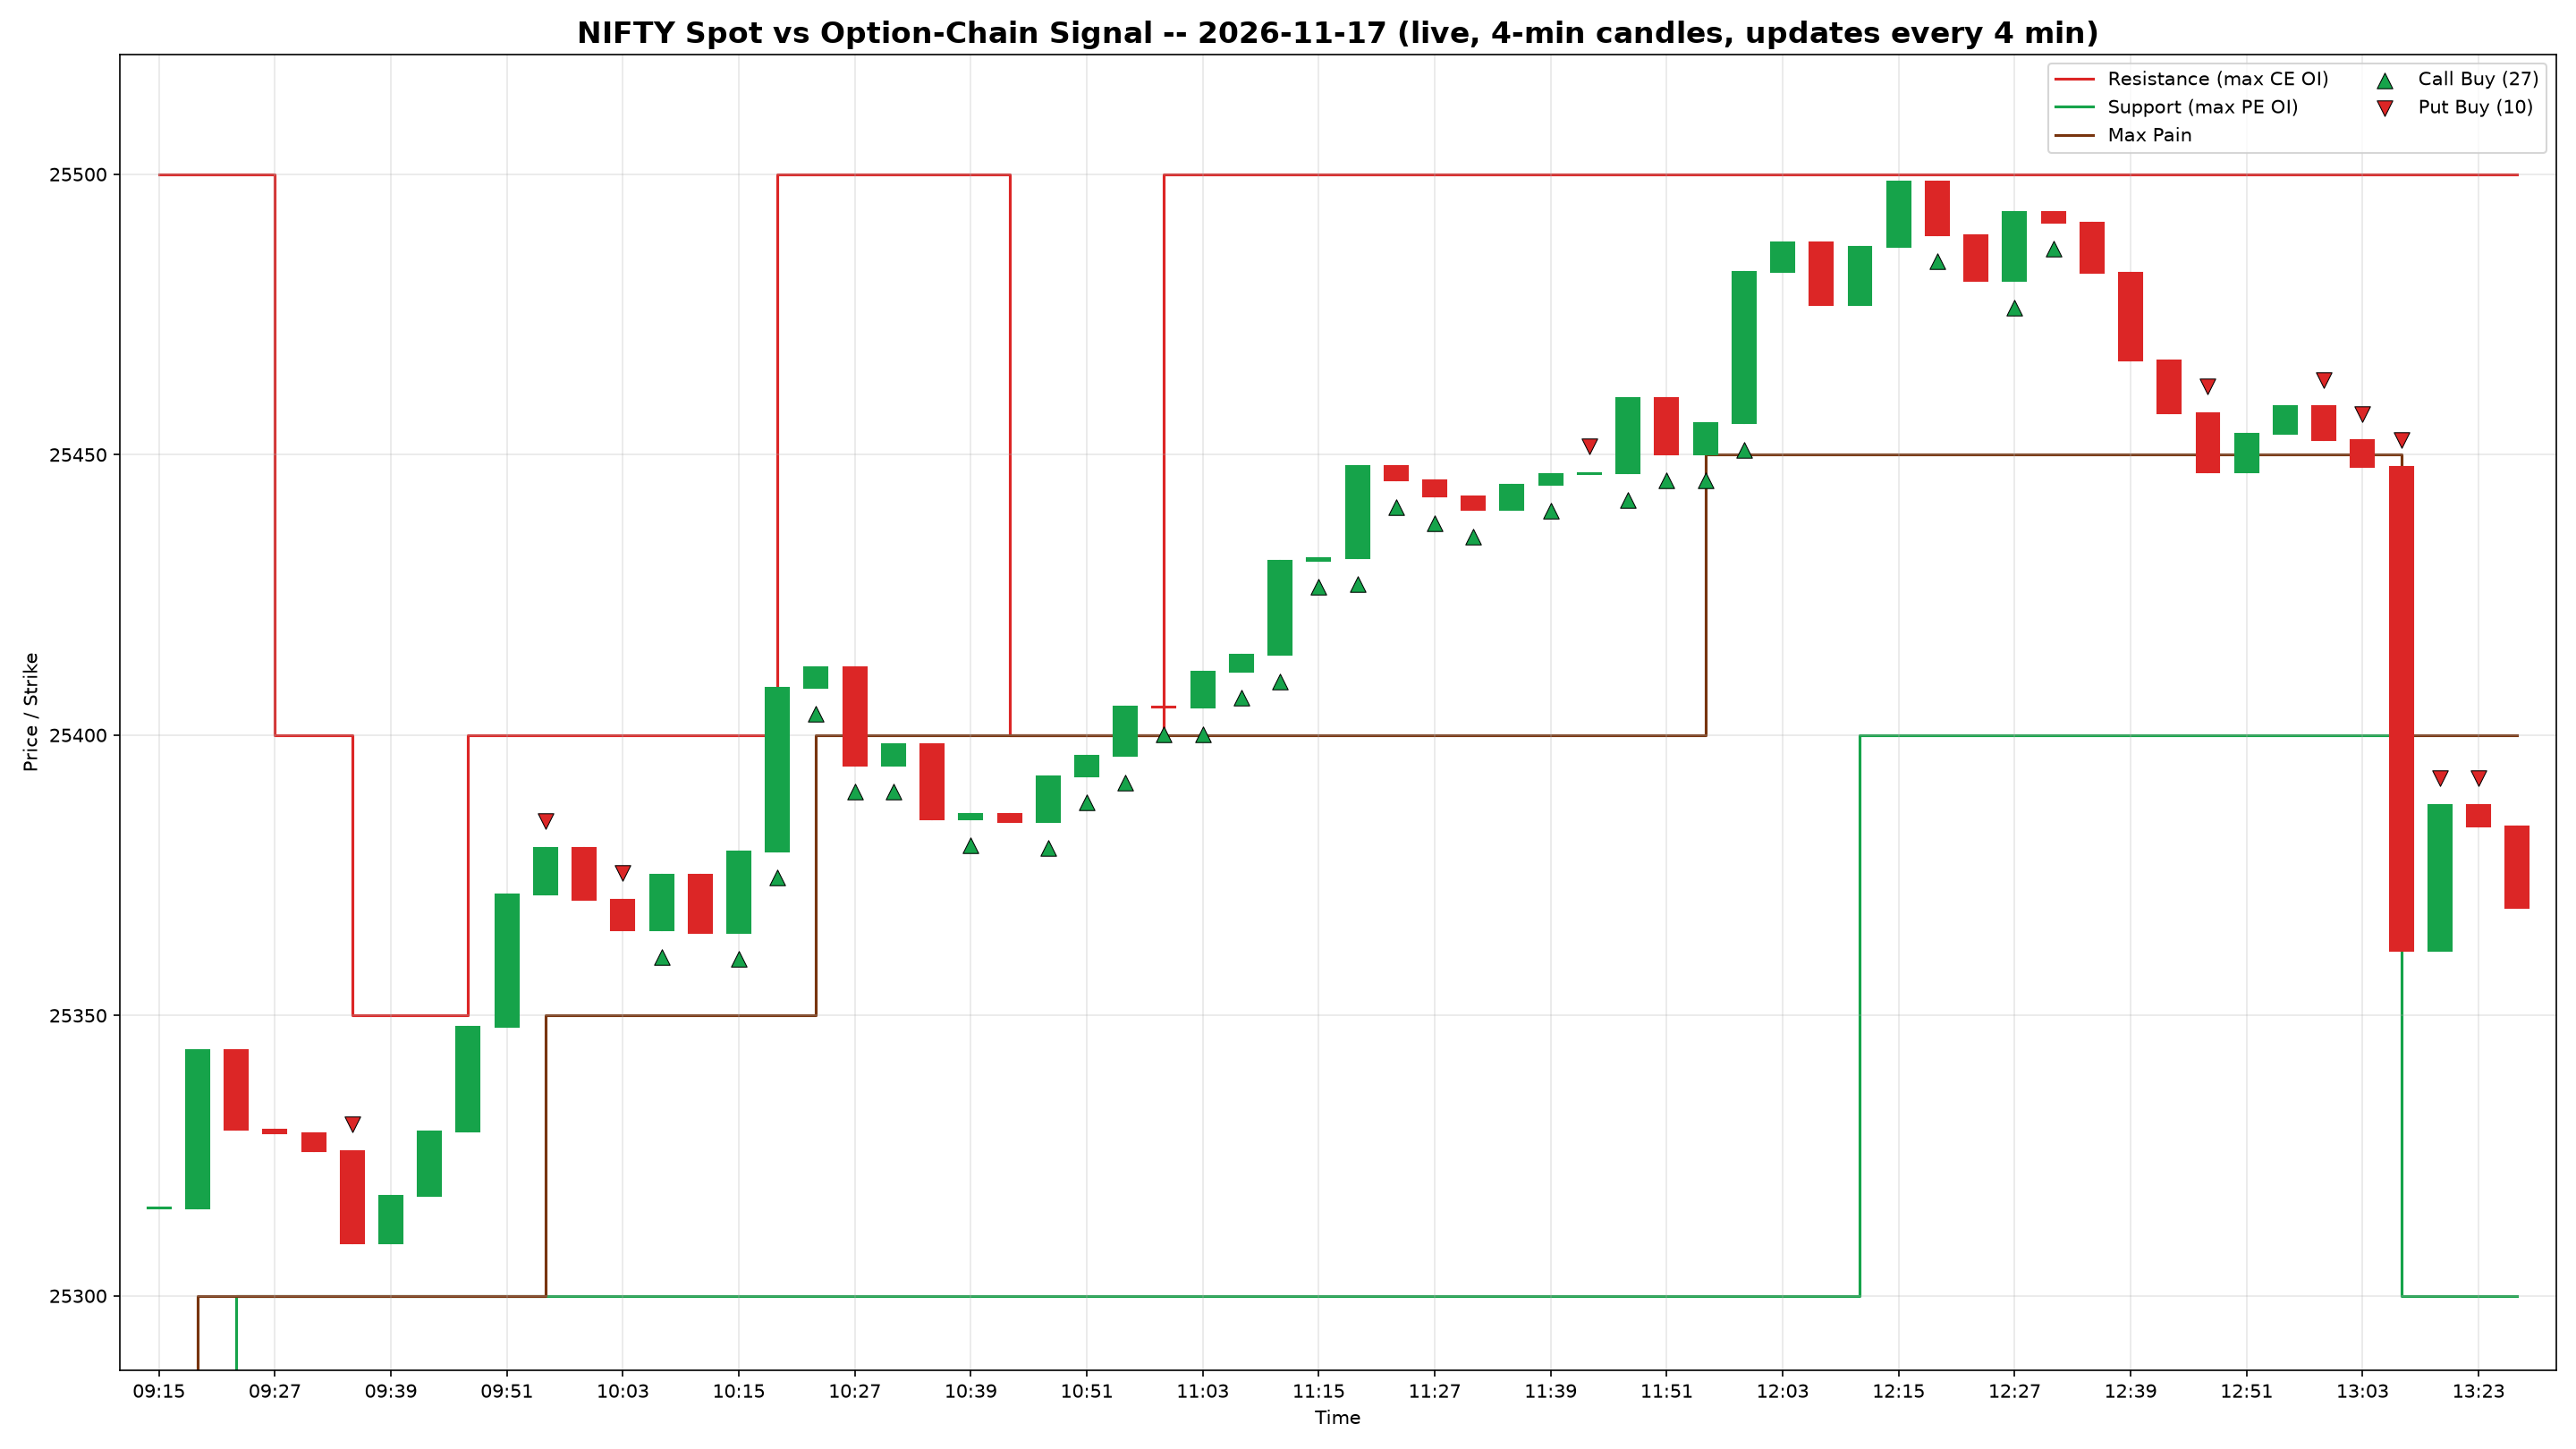 NIFTY Spot vs Option-Chain Signal -- 2026-11-17 (live, 4-min candles, updates every 4 min)
Resistance (max CE OI)
Support (max PE OI)
Max Pain
Call Buy (27)
Put Buy (10)
Price / Strike
25500
25450
25400
25350
25300
09:15 09:27 09:39 09:51 10:03 10:15 10:27 10:39 10:51 11:03 11:15 11:27 11:39 11:51 12:03 12:15 12:27 12:39 12:51 13:03 13:23
Time